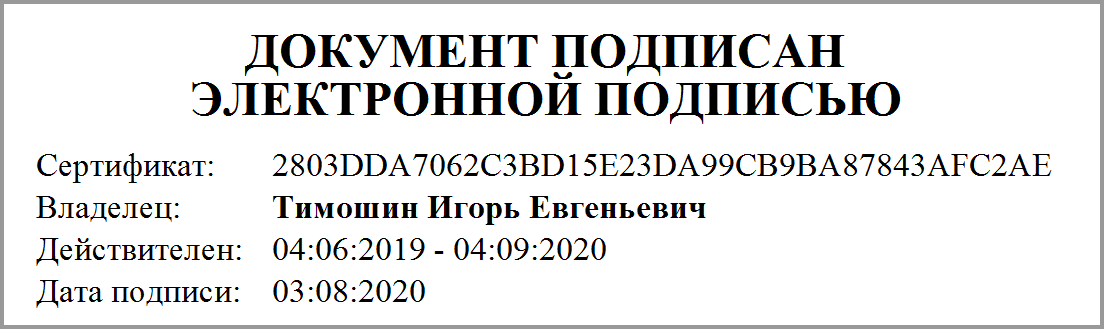 ДОКУМЕНТ ПОДПИСАН
ЭЛЕКТРОННОЙ ПОДПИСЬЮ
Сертификат: 2803DDA7062C3BD15E23DA99CB9BA87843AFC2AE
Владелец: Тимошин Игорь Евгеньевич
Действителен: 04:06:2019 - 04:09:2020
Дата подписи: 03:08:2020